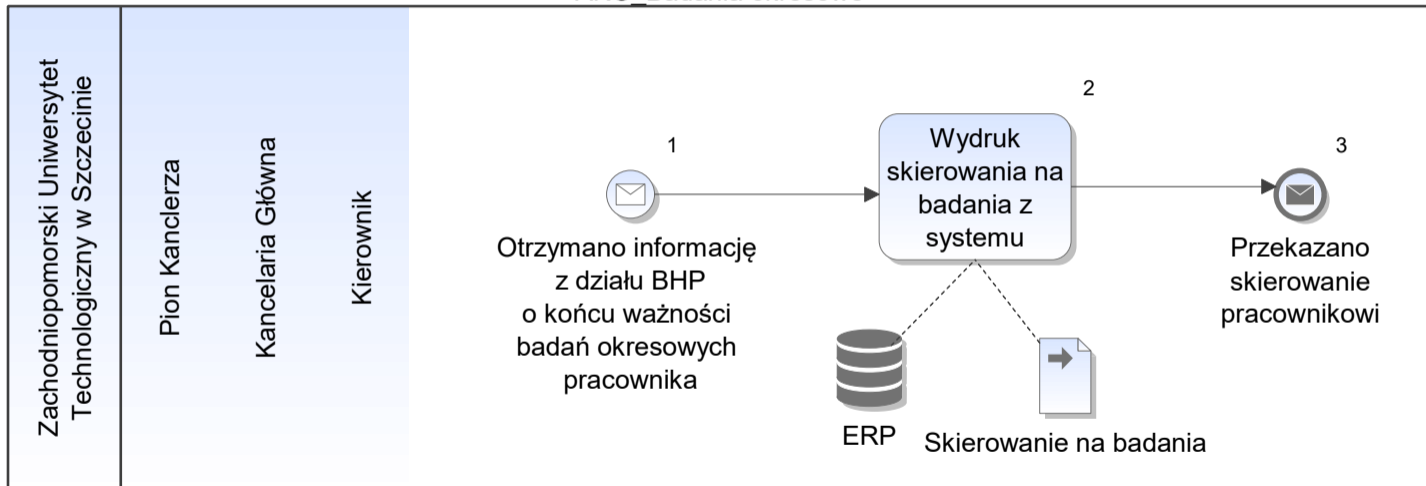 Zachodniopomorski Uniwersytet
Technologiczny w Szczecinie
Pion Kanclerza
Kancelaria Główna
Kierownik
1
Otrzymano informację
z działu BHP
o końcu ważności
badań okresowych
pracownika
2
Wydruk
skierowania na
badania z
systemu
ERP
Skierowanie na badania
3
Przekazano
skierowanie
pracownikowi